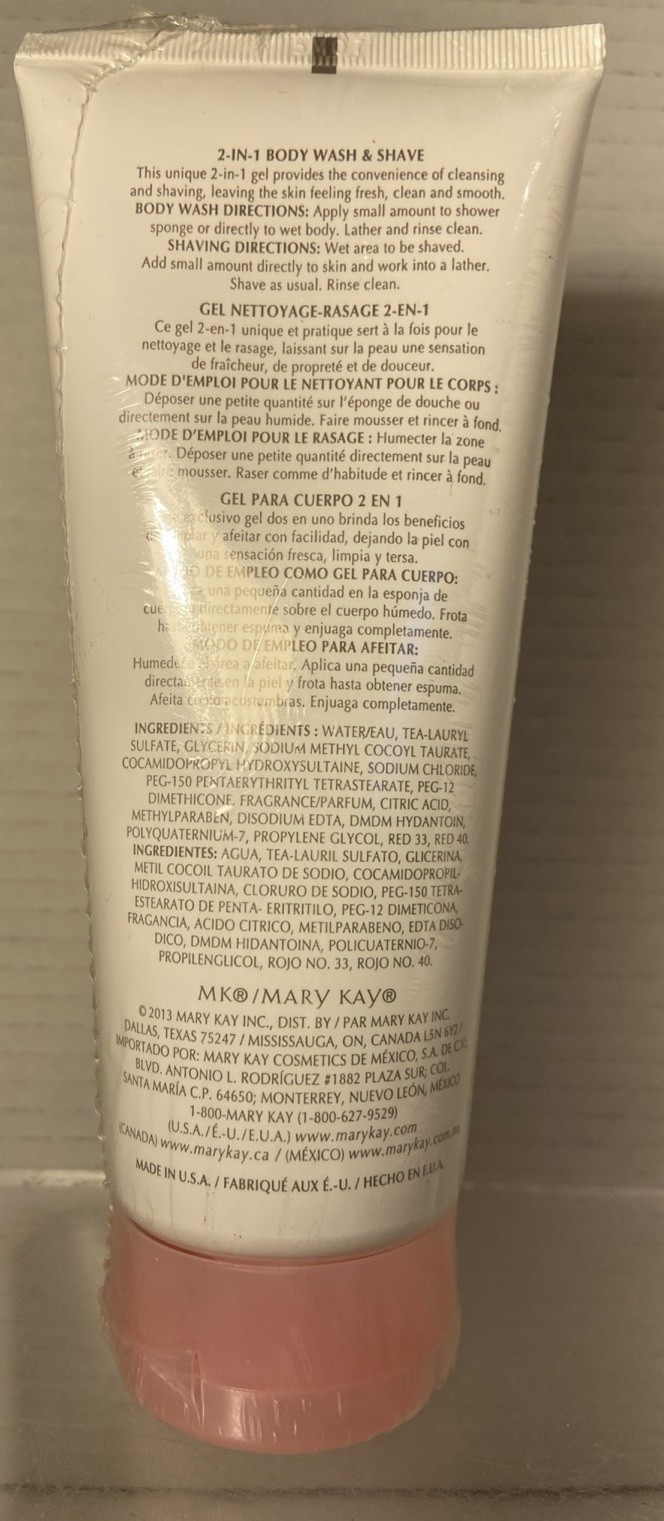 2-IN-1 BODY WASH & SHAVE
This unique 2-in-1 gel provides the convenience of cleansing
and shaving, leaving the skin feeling fresh, clean and smooth.
BODY WASH DIRECTIONS: Apply small amount to shower
sponge or directly to wet body. Lather and rinse clean.
SHAVING DIRECTIONS: Wet area to be shaved.
Add small amount directly to skin and work into a lather.
Shave as usual. Rinse clean.
GEL NETTOYAGE-RASAGE 2-EN-1
Ce gel 2-en-1 unique et pratique sert à la fois pour le
nettoyage et le rasage, laissant sur la peau une sensation
de fraîcheur, de propreté et de douceur.
MODE D'EMPLOI POUR LE NETTOYANT POUR LE CORPS :
Déposer une petite quantité sur l'éponge de douche ou
directement sur la peau humide. Faire mousser et rincer à fond.
MODE D'EMPLOI POUR LE RASAGE : Humecter la zone
à Déposer une petite quantité directement sur la peau
et mousser. Raser comme d'habitude et rincer à fond.
GEL PARA CUERPO 2 EN 1
exclusivo gel dos en uno brinda los beneficios
y afeitar con facilidad, dejando la piel con
una sensación fresca, limpia y tersa.
DE EMPLEO COMO GEL PARA CUERPO:
una pequeña cantidad en la esponja de
directamente sobre el cuerpo húmedo. Frota
obtener espuma y enjuaga completamente.
MODO DE EMPLEO PARA AFEITAR:
Humedece el área a afeitar. Aplica una pequeña cantidad
directamente en la piel y frota hasta obtener espuma.
Afeita como acostumbras. Enjuaga completamente.
INGREDIENTS / INGRÉDIENTS : WATER/EAU, TEA-LAURYL
SULFATE, GLYCERIN, SODIUM METHYL COCOYL TAURATE,
COCAMIDOPROPYL HYDROXYSULTAINE, SODIUM CHLORIDE,
PEG-150 PENTAERYTHRITYL TETRASTEARATE, PEG-12
DIMETHICONE, FRAGRANCE/PARFUM, CITRIC ACID,
METHYLPARABEN, DISODIUM EDTA, DMDM HYDANTOIN,
POLYQUATERNIUM-7, PROPYLENE GLYCOL, RED 33, RED 40.
INGREDIENTES: AGUA, TEA-LAURIL SULFATO, GLICERINA,
METIL COCOIL TAURATO DE SODIO, COCAMIDOPROPIL-
HIDROXISULTAINA, CLORURO DE SODIO, PEG-150 TETRA-
ESTEARATO DE PENTA- ERITRITILO, PEG-12 DIMETICONA,
FRAGANCIA, ACIDO CITRICO, METILPARABENO, EDTA DISO-
DICO, DMDM HIDANTOINA, POLICUATERNIO-7,
PROPILENGLICOL, ROJO NO. 33, ROJO NO. 40.
MK®/MARY KAY®
©2013 MARY KAY INC., DIST. BY / PAR MARY KAY INC.
DALLAS, TEXAS 75247 / MISSISSAUGA, ON, CANADA L5N 6Y2/
IMPORTADO POR: MARY KAY COSMETICS DE MÉXICO, S.A. DE C.V.
BLVD. ANTONIO L. RODRÍGUEZ #1882 PLAZA SUR; COL.
SANTA MARÍA C.P. 64650; MONTERREY, NUEVO LEÓN, MÉXICO
1-800-MARY KAY (1-800-627-9529)
(U.S.A./É.-U./E.U.A.) www.marykay.com
(CANADA) www.marykay.ca / (MÉXICO) www.marykay.com.mx
MADE IN U.S.A. / FABRIQUÉ AUX É.-U. / HECHO EN E.U.A.